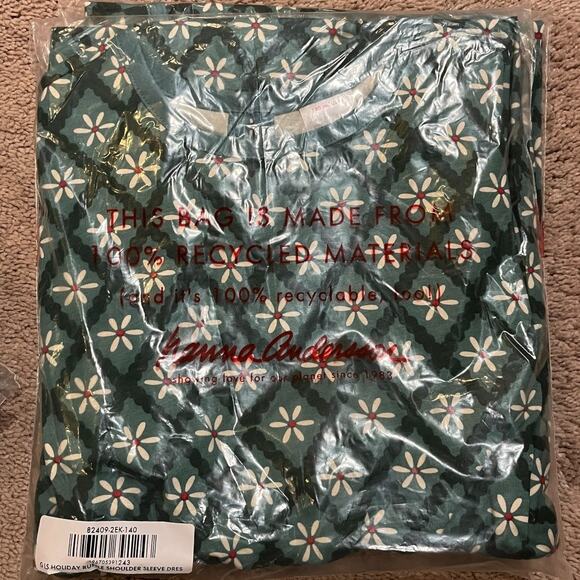 THIS BAG IS MADE FROM
100% RECYCLED MATERIALS
(and it's 100% recyclable, too!)
hanna andersson
showing love for our planet since 1983
82409-2EK-140
GLS HOLIDAY RUFFLE SHOULDER SLEEVE DRES